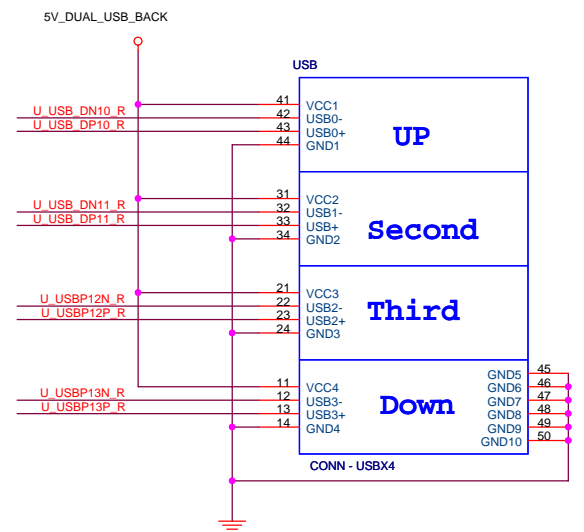 5V_DUAL_USB_BACK
USB
41 VCC1
U_USB_DN10_R 42 USB0-
U_USB_DP10_R 43 USB0+
44 GND1
UP
31 VCC2
U_USB_DN11_R 32 USB1-
U_USB_DP11_R 33 USB+
34 GND2
Second
21 VCC3
U_USBP12N_R 22 USB2-
U_USBP12P_R 23 USB2+
24 GND3
Third
11 VCC4
U_USBP13N_R 12 USB3-
U_USBP13P_R 13 USB3+
14 GND4
Down
GND5 45
GND6 46
GND7 47
GND8 48
GND9 49
GND10 50
CONN - USBX4